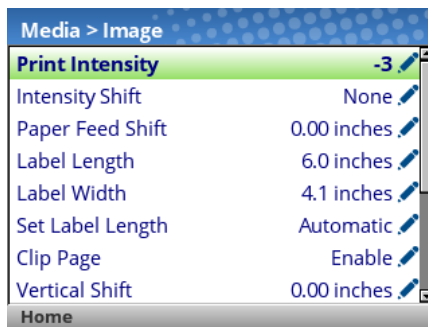 Media > Image
Print Intensity -3
Intensity Shift None
Paper Feed Shift 0.00 inches
Label Length 6.0 inches
Label Width 4.1 inches
Set Label Length Automatic
Clip Page Enable
Vertical Shift 0.00 inches
Home